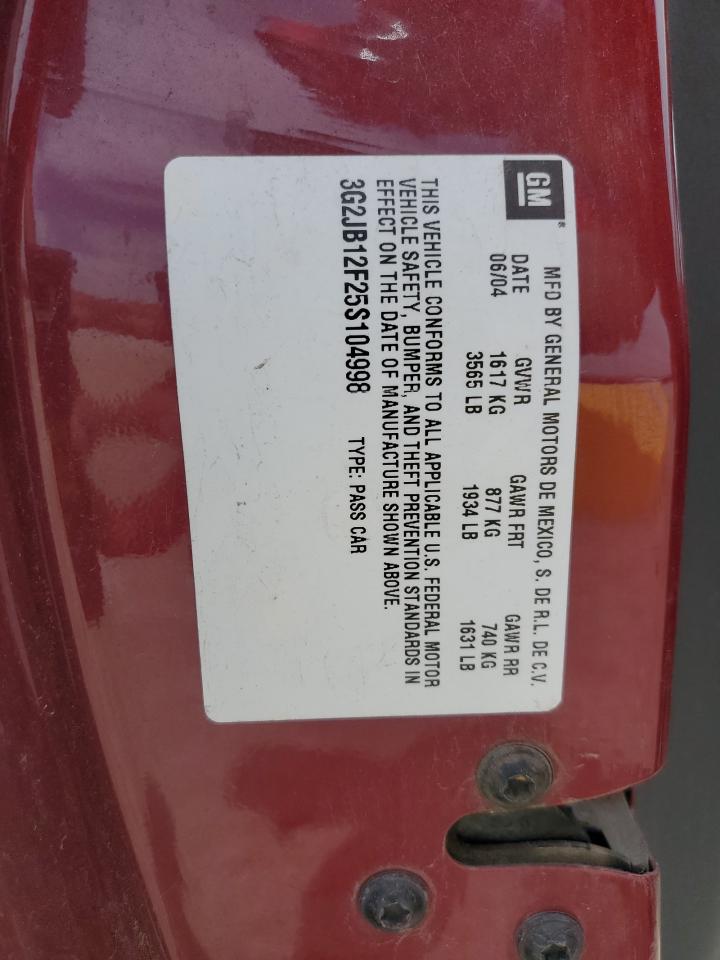 GM®
MFD BY GENERAL MOTORS DE MEXICO, S. DE R.L. DE C.V.
DATE GVWR GAWR FRT GAWR RR
06/04 1617 KG 877 KG 740 KG
3565 LB 1934 LB 1631 LB
THIS VEHICLE CONFORMS TO ALL APPLICABLE U.S. FEDERAL MOTOR
VEHICLE SAFETY, BUMPER, AND THEFT PREVENTION STANDARDS IN
EFFECT ON THE DATE OF MANUFACTURE SHOWN ABOVE.
3G2JB12F25S104998 TYPE: PASS CAR